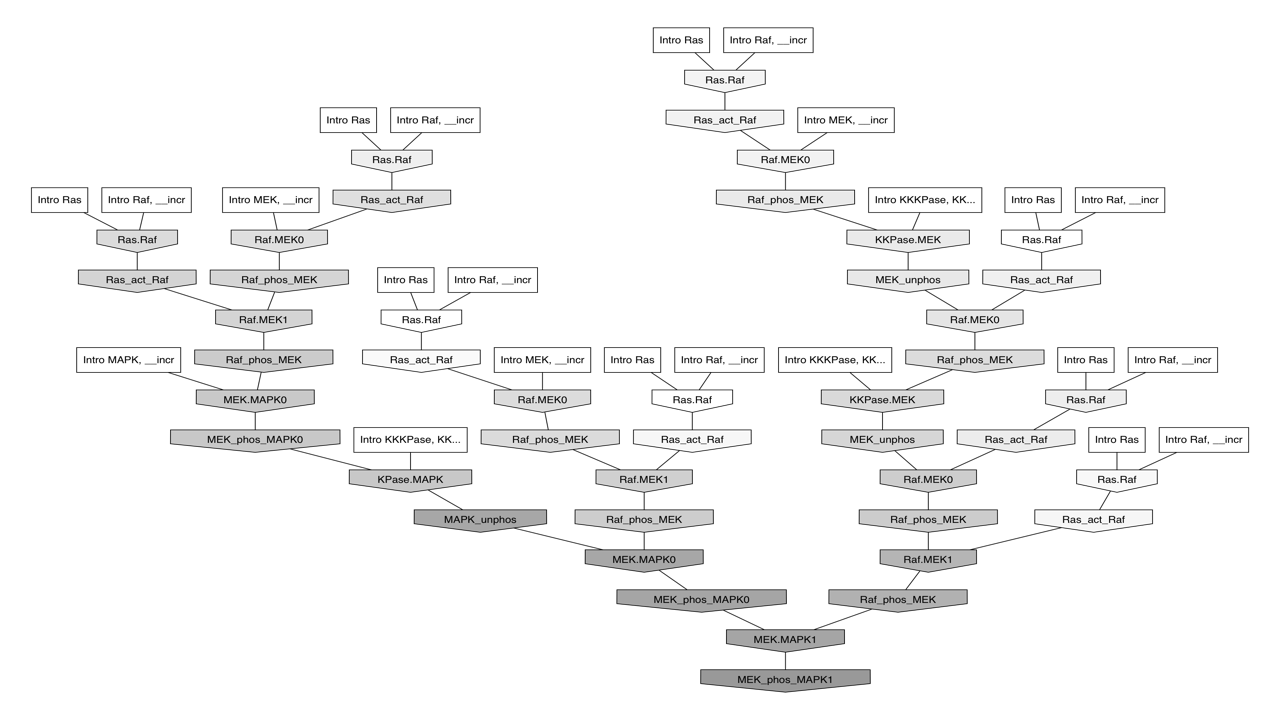 Intro Ras
Intro Raf, __incr
Ras.Raf
Intro Ras
Intro Raf, __incr
Ras_act_Raf
Intro MEK, __incr
Ras.Raf
Raf.MEK0
Intro Ras
Intro Raf, __incr
Intro MEK, __incr
Ras_act_Raf
Raf_phos_MEK
Intro KKKPase, KK...
Intro Ras
Intro Raf, __incr
Ras.Raf
Raf.MEK0
KKPase.MEK
Ras.Raf
Ras_act_Raf
Raf_phos_MEK
Intro Ras
Intro Raf, __incr
MEK_unphos
Ras_act_Raf
Raf.MEK1
Ras.Raf
Raf.MEK0
Intro MAPK, __incr
Raf_phos_MEK
Ras_act_Raf
Intro MEK, __incr
Intro Ras
Intro Raf, __incr
Intro KKKPase, KK...
Raf_phos_MEK
Intro Ras
Intro Raf, __incr
MEK.MAPK0
Raf.MEK0
Ras.Raf
KKPase.MEK
Ras.Raf
MEK_phos_MAPK0
Intro KKKPase, KK...
Raf_phos_MEK
Ras_act_Raf
MEK_unphos
Ras_act_Raf
Intro Ras
Intro Raf, __incr
KPase.MAPK
Raf.MEK1
Raf.MEK0
Ras.Raf
MAPK_unphos
Raf_phos_MEK
Raf_phos_MEK
Ras_act_Raf
MEK.MAPK0
Raf.MEK1
MEK_phos_MAPK0
Raf_phos_MEK
MEK.MAPK1
MEK_phos_MAPK1